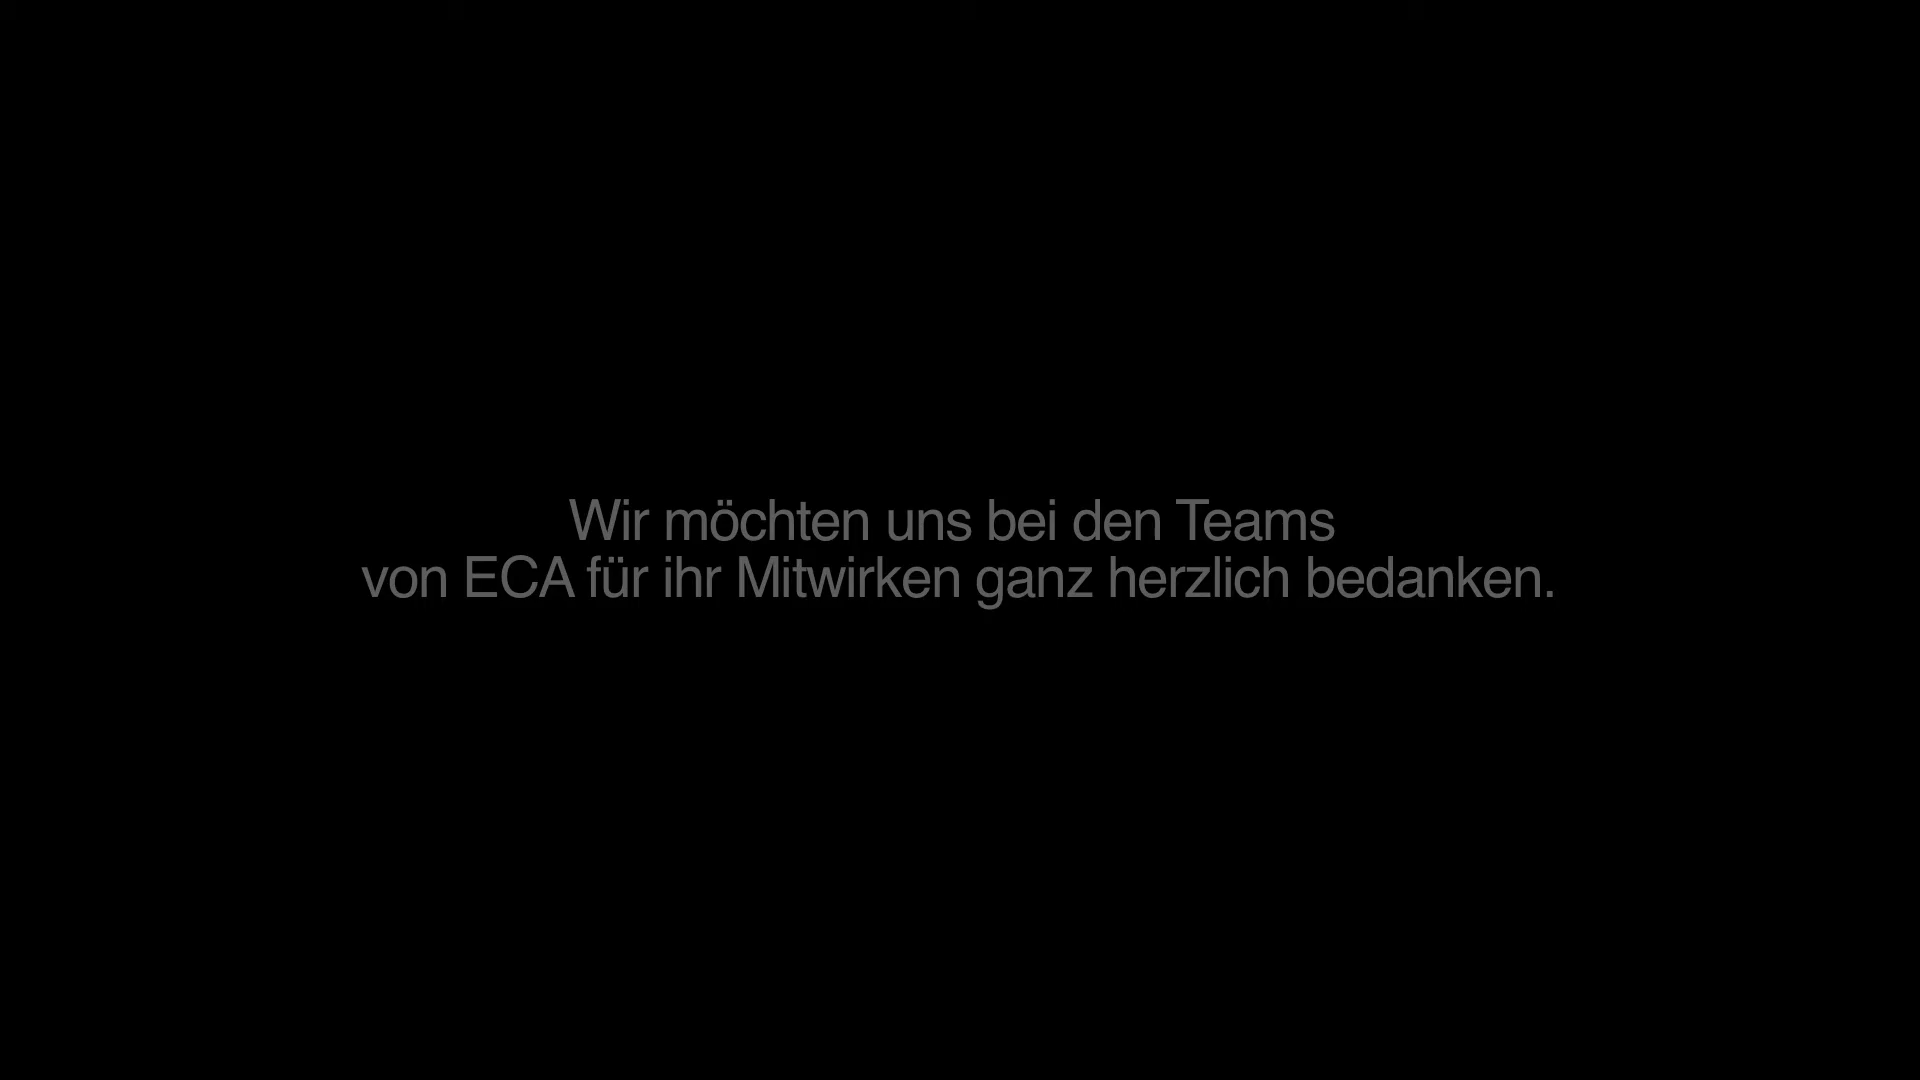 Wir möchten uns bei den Teams
von ECA für ihr Mitwirken ganz herzlich bedanken.